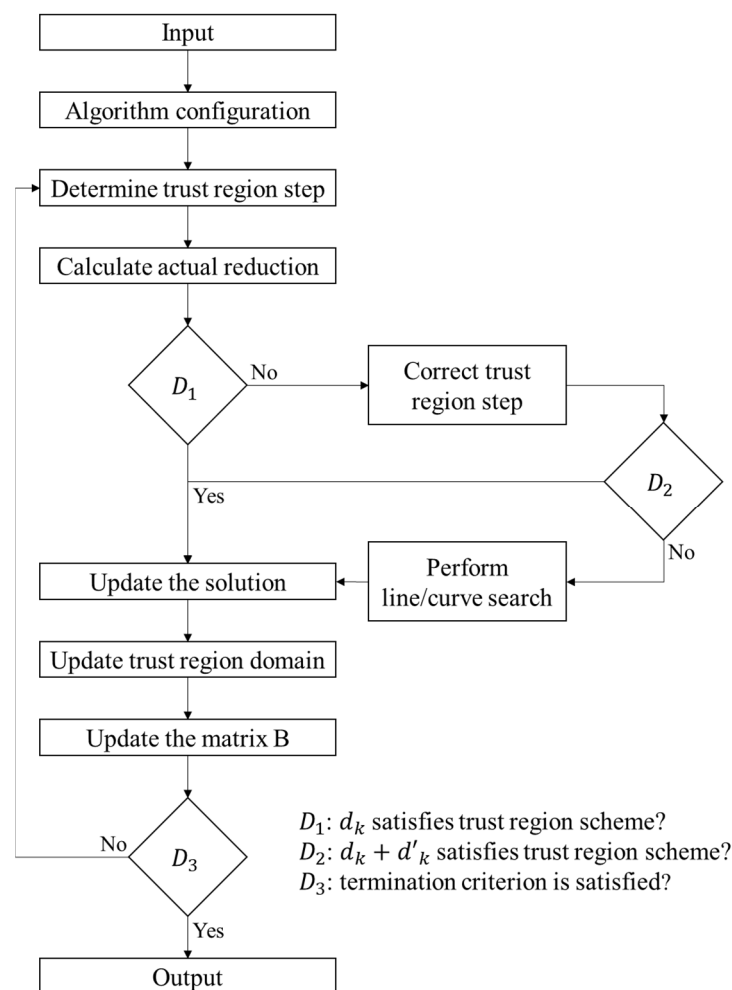 Input
Algorithm configuration
Determine trust region step
Calculate actual reduction
D₁
No
Correct trust
region step
D₂
Yes
No
Update the solution
Perform
line/curve search
Update trust region domain
Update the matrix B
D₃
No
Yes
D₁: dₖ satisfies trust region scheme?
D₂: dₖ + d′ₖ satisfies trust region scheme?
D₃: termination criterion is satisfied?
Output